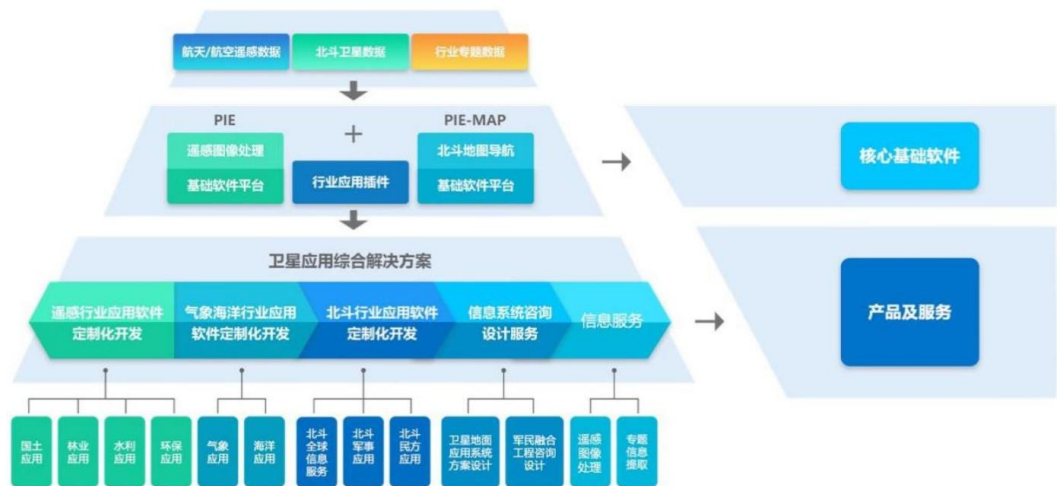 航天/航空遥感数据
北斗卫星数据
行业专题数据
PIE
+
PIE-MAP
遥感图像处理
基础软件平台
行业应用插件
北斗地图导航
基础软件平台
核心基础软件
卫星应用综合解决方案
遥感行业应用软件
定制化开发
气象海洋行业应用
软件定制化开发
北斗行业应用软件
定制化开发
信息系统咨询
设计服务
信息服务
产品及服务
国土
应用
林业
应用
水利
应用
环保
应用
气象
应用
海洋
应用
北斗
全球
信息
服务
北斗
军事
应用
北斗
民方
应用
卫星地面
应用系统
方案设计
军民融合
工程咨询
设计
遥感
图像
处理
专题
信息
提取